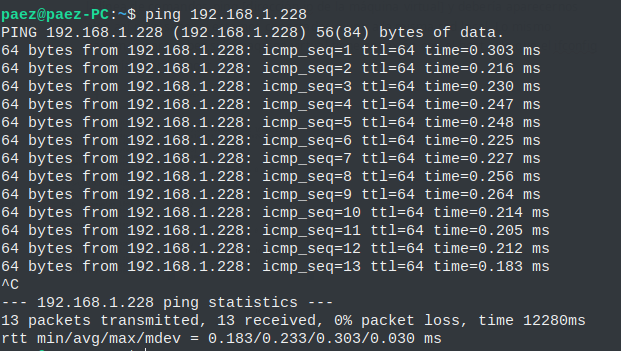 paez@paez-PC:~$ ping 192.168.1.228
PING 192.168.1.228 (192.168.1.228) 56(84) bytes of data.
64 bytes from 192.168.1.228: icmp_seq=1 ttl=64 time=0.303 ms
64 bytes from 192.168.1.228: icmp_seq=2 ttl=64 time=0.216 ms
64 bytes from 192.168.1.228: icmp_seq=3 ttl=64 time=0.230 ms
64 bytes from 192.168.1.228: icmp_seq=4 ttl=64 time=0.247 ms
64 bytes from 192.168.1.228: icmp_seq=5 ttl=64 time=0.248 ms
64 bytes from 192.168.1.228: icmp_seq=6 ttl=64 time=0.225 ms
64 bytes from 192.168.1.228: icmp_seq=7 ttl=64 time=0.227 ms
64 bytes from 192.168.1.228: icmp_seq=8 ttl=64 time=0.256 ms
64 bytes from 192.168.1.228: icmp_seq=9 ttl=64 time=0.264 ms
64 bytes from 192.168.1.228: icmp_seq=10 ttl=64 time=0.214 ms
64 bytes from 192.168.1.228: icmp_seq=11 ttl=64 time=0.205 ms
64 bytes from 192.168.1.228: icmp_seq=12 ttl=64 time=0.212 ms
64 bytes from 192.168.1.228: icmp_seq=13 ttl=64 time=0.183 ms
^C
--- 192.168.1.228 ping statistics ---
13 packets transmitted, 13 received, 0% packet loss, time 12280ms
rtt min/avg/max/mdev = 0.183/0.233/0.303/0.030 ms